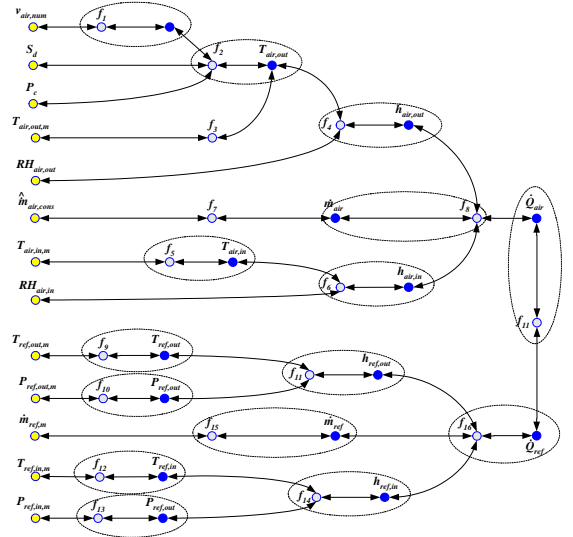 v_air,num
f_1
S_d
f_2
T_air,out
P_c
T_air,out,m
f_3
f_4
h_air,out
RH_air,out
^ṁ_air,cons
f_7
ṁ_air
f_8
Q̇_air
T_air,in,m
f_5
T_air,in
RH_air,in
f_6
h_air,in
f_11
T_ref,out,m
f_9
T_ref,out
P_ref,out,m
f_10
P_ref,out
f_11
h_ref,out
ṁ_ref,m
f_15
ṁ_ref
f_16
Q̇_ref
T_ref,in,m
f_12
T_ref,in
P_ref,in,m
f_13
P_ref,out
f_14
h_ref,in